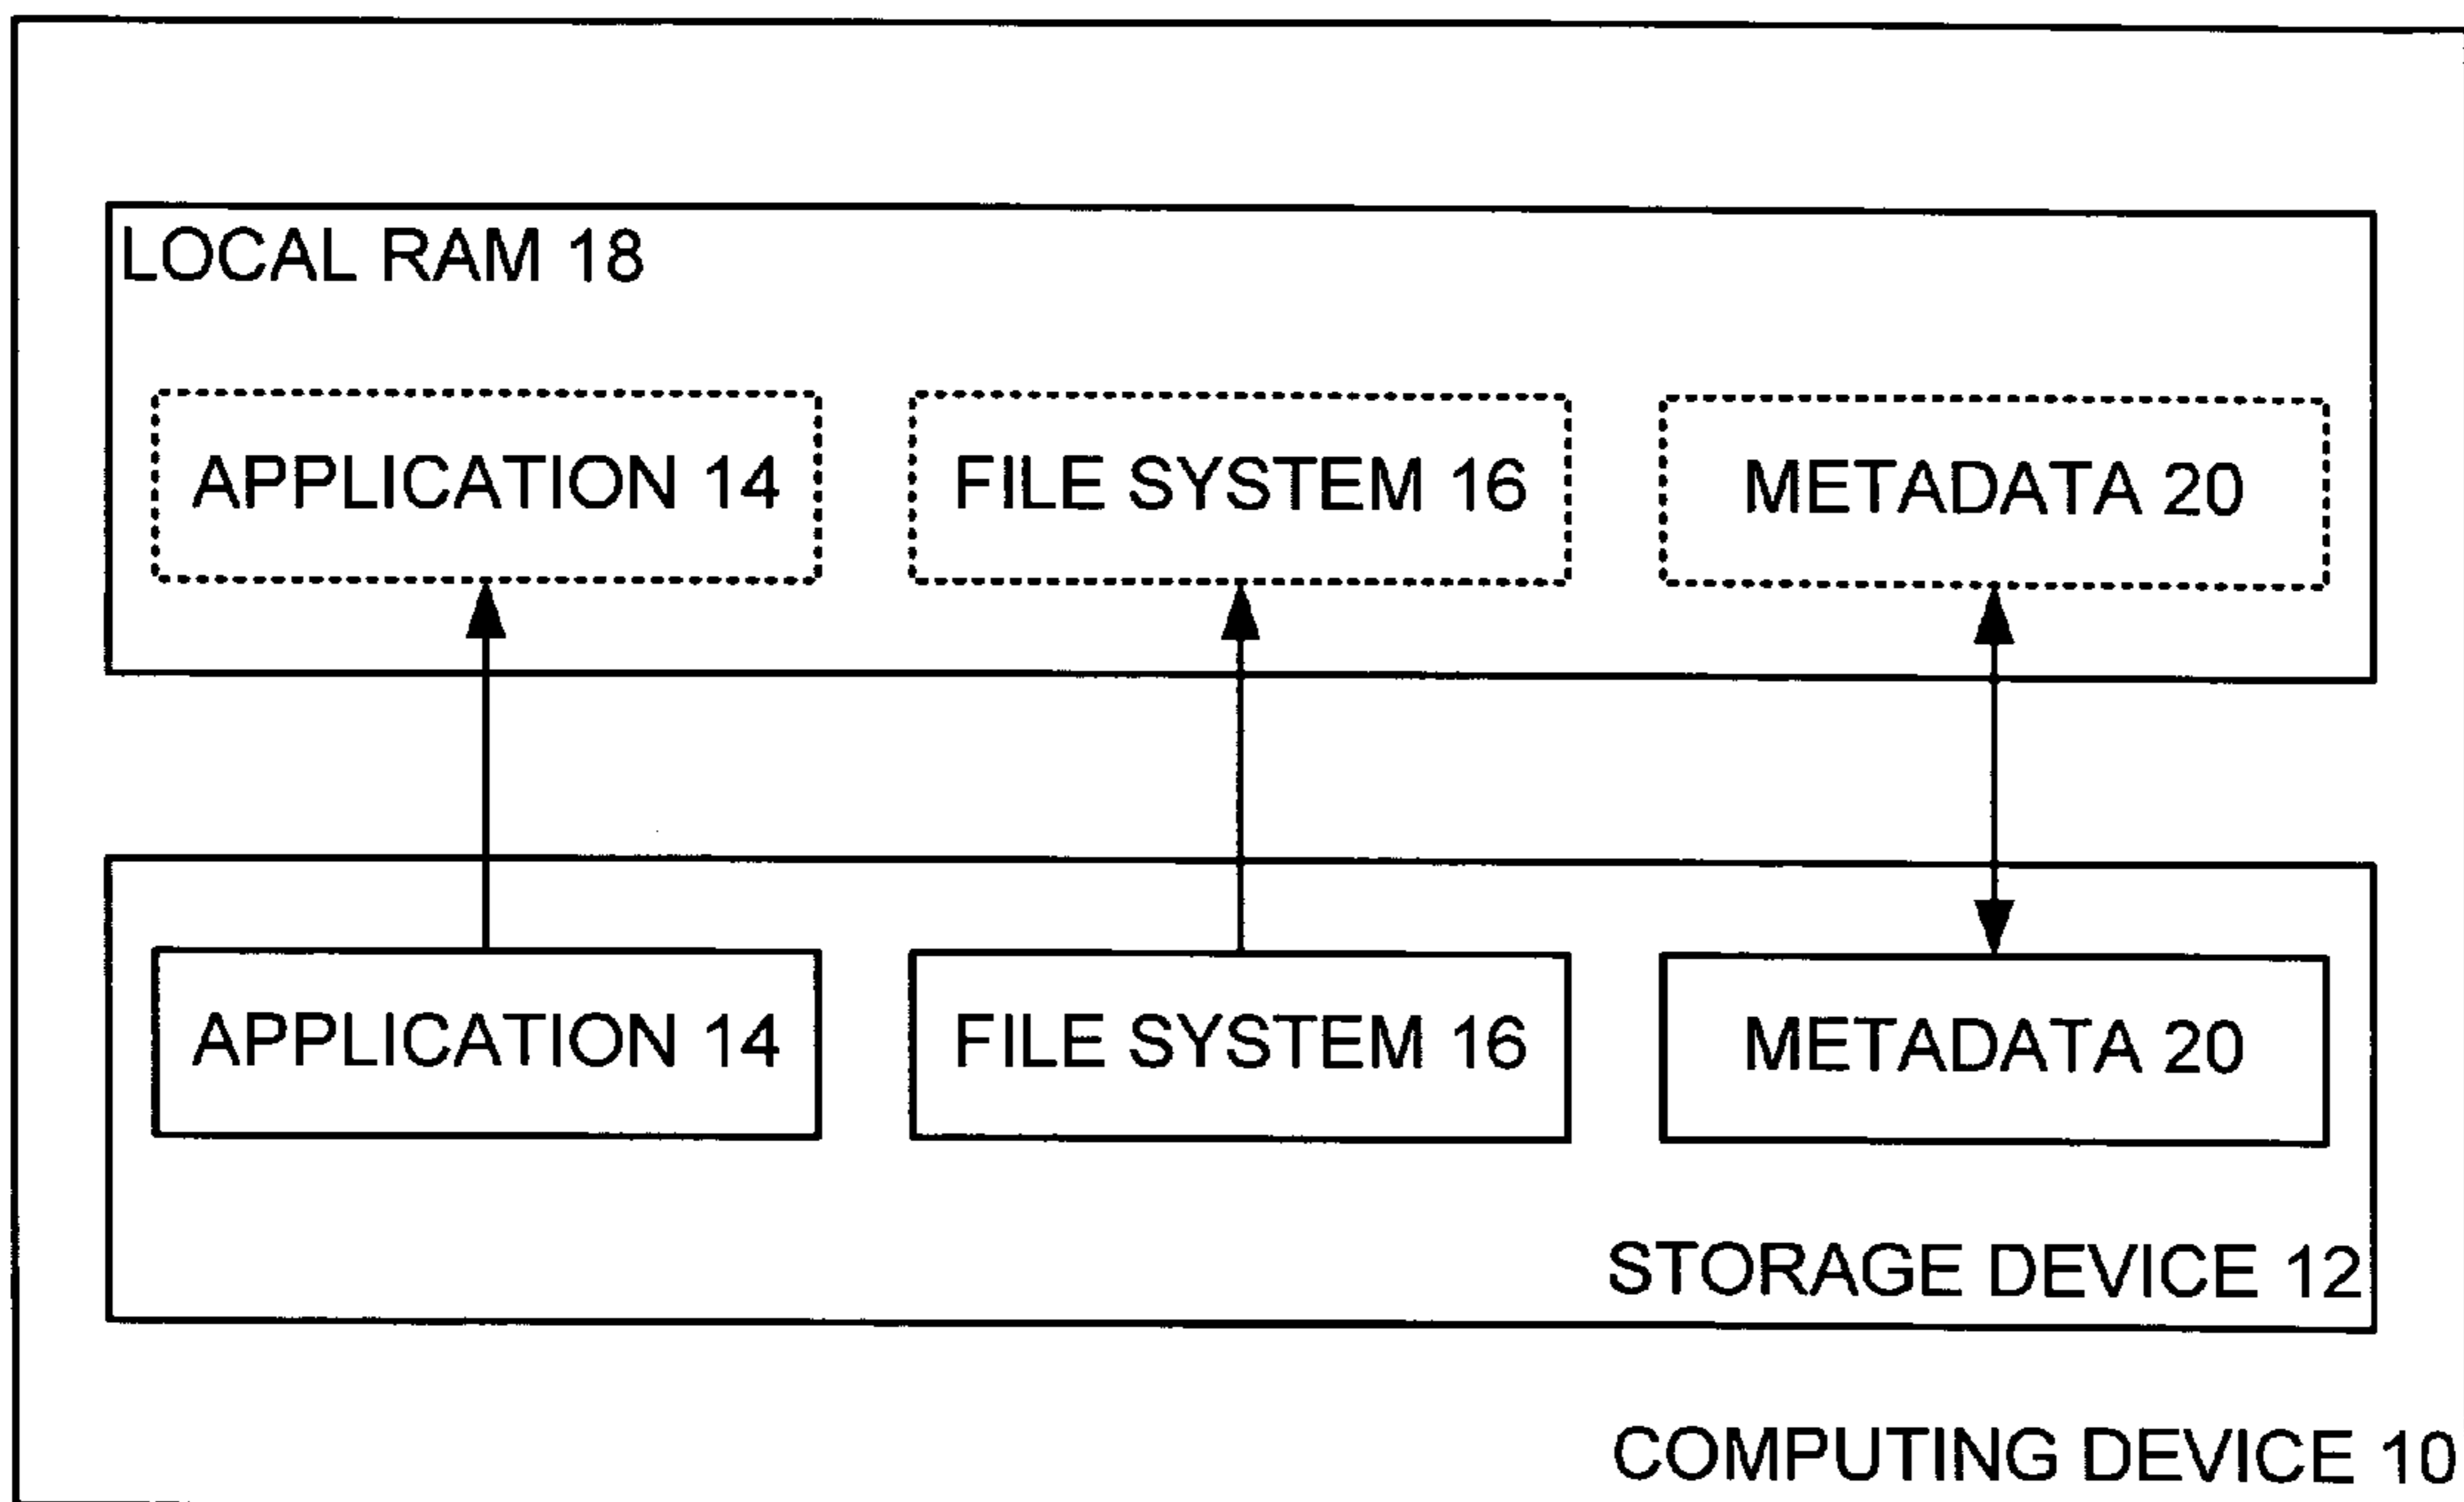 LOCAL RAM 18
APPLICATION 14
FILE SYSTEM 16
METADATA 20
APPLICATION 14
FILE SYSTEM 16
METADATA 20
STORAGE DEVICE 12
COMPUTING DEVICE 10